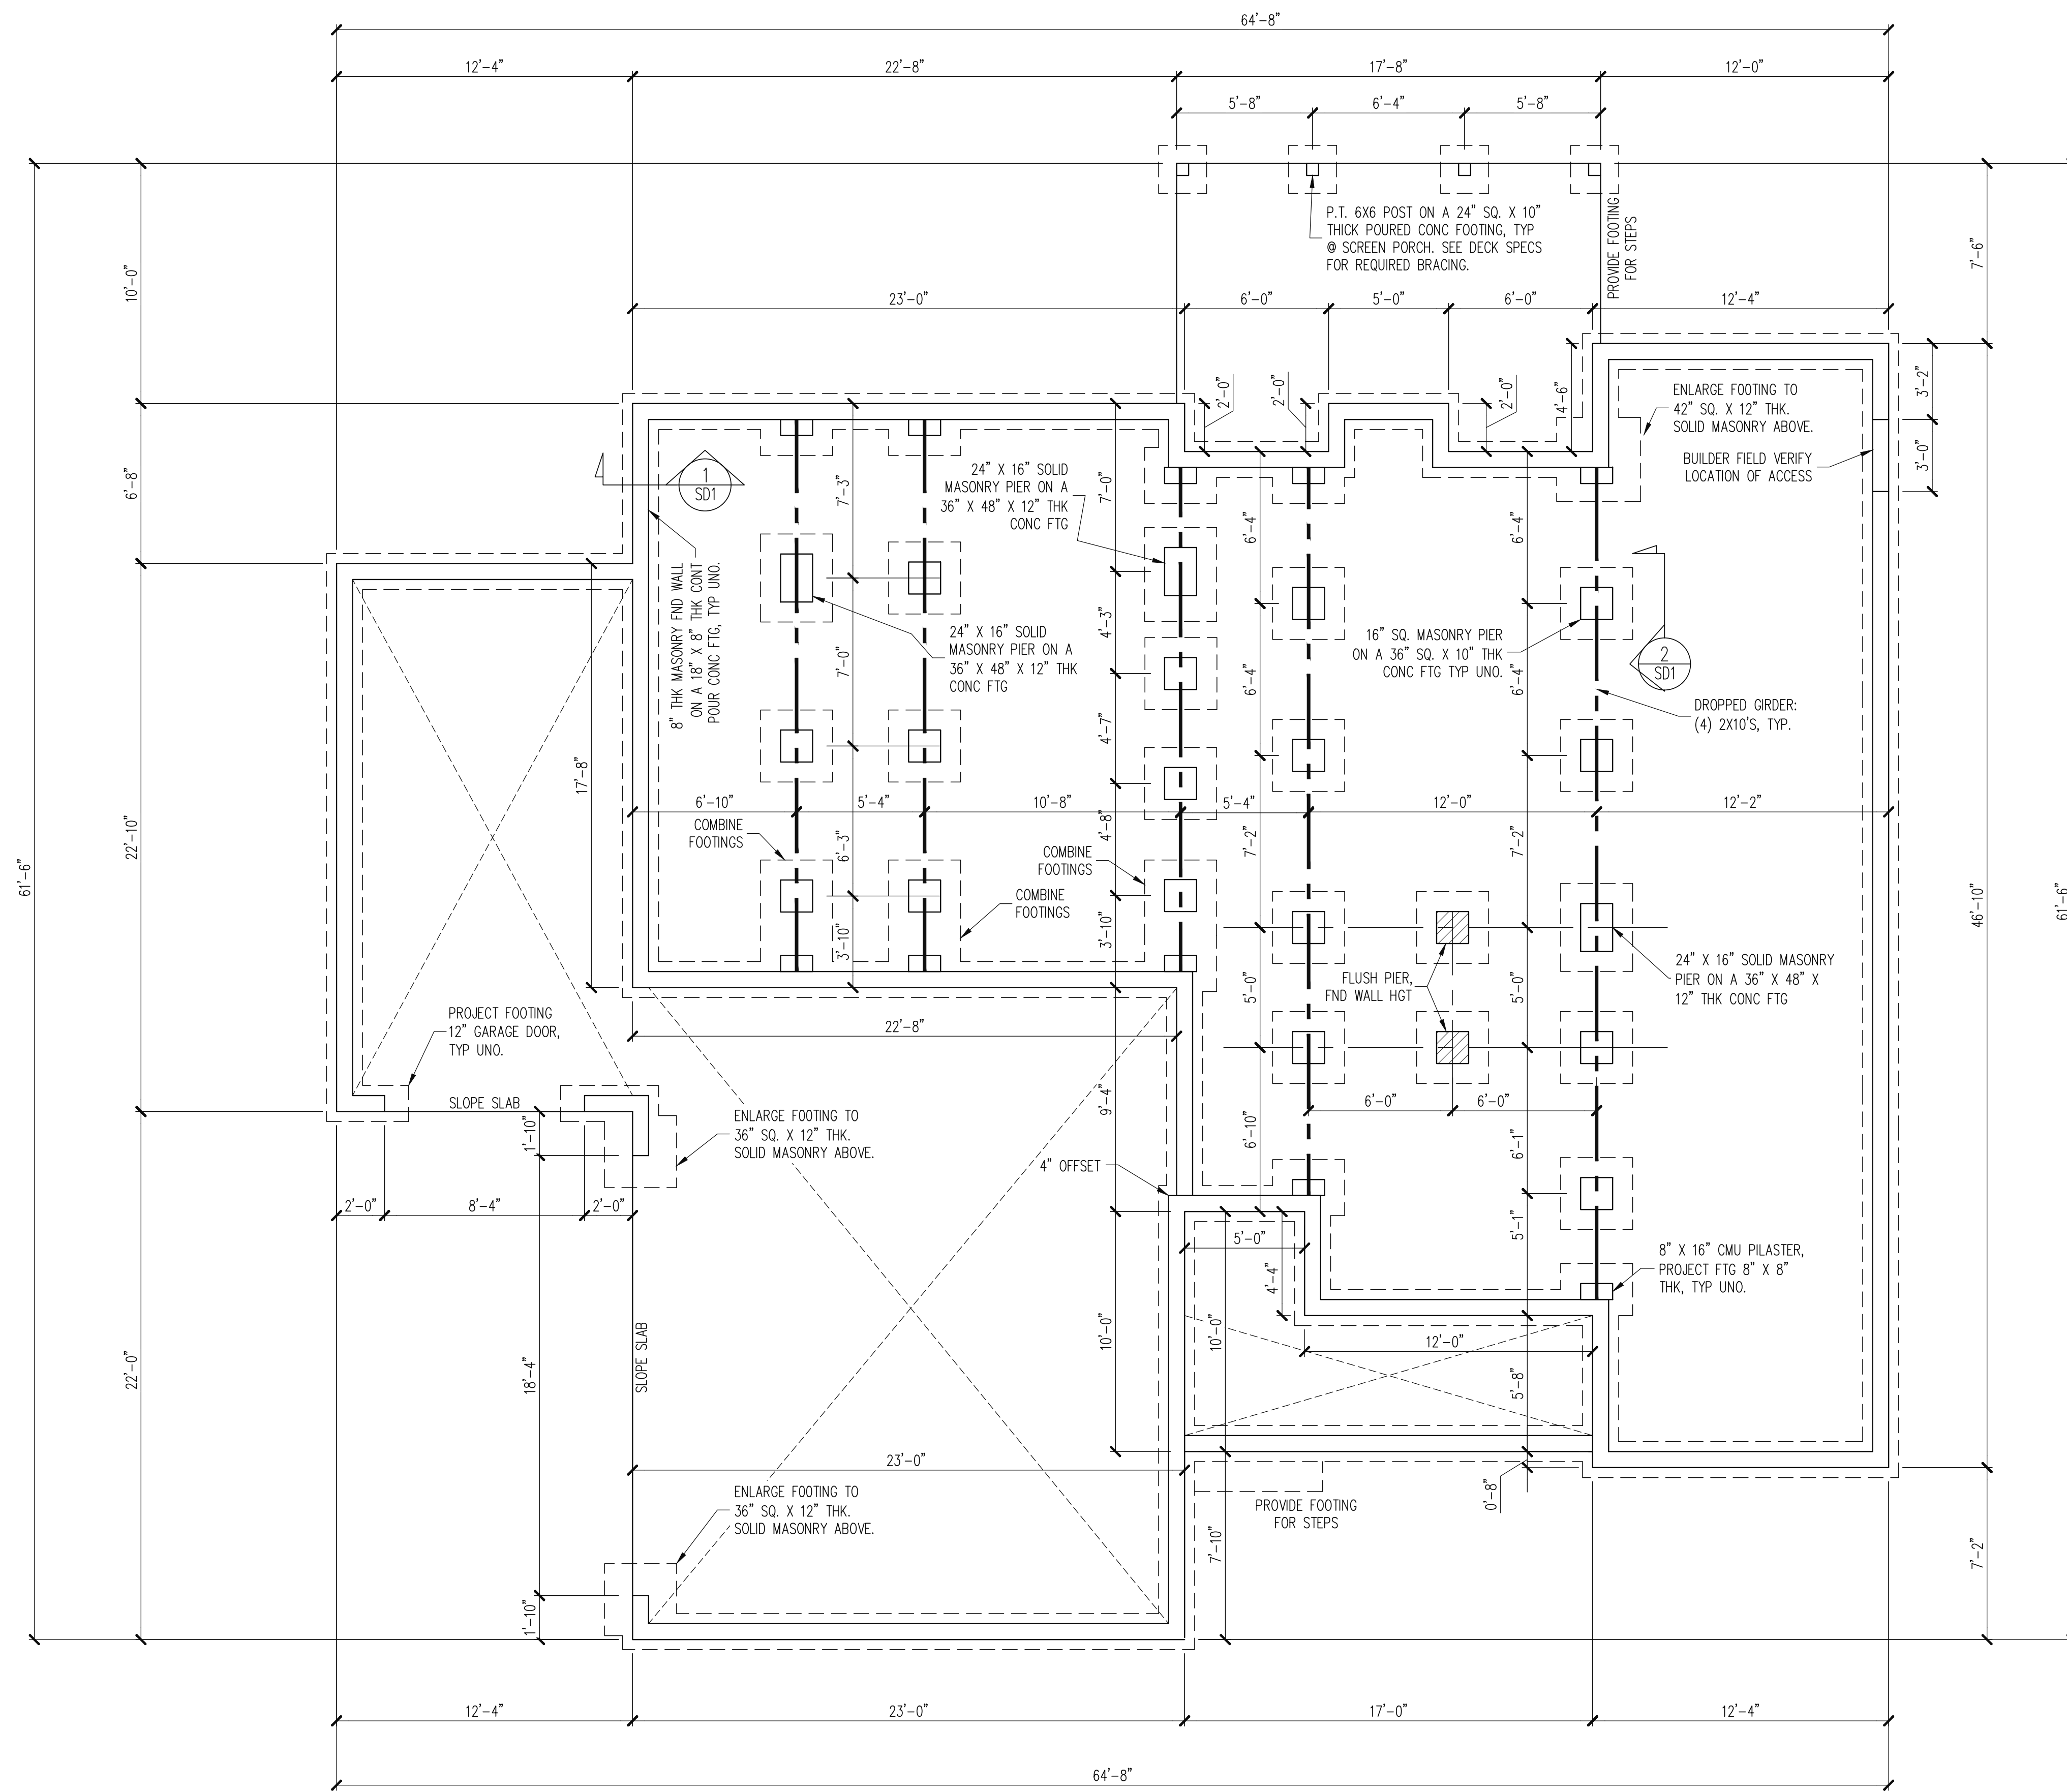 64'-8"
12'-4"
22'-8"
17'-8"
12'-0"
5'-8"
6'-4"
5'-8"
P.T. 6X6 POST ON A 24" SQ. X 10"
THICK POURED CONC FOOTING, TYP
@ SCREEN PORCH. SEE DECK SPECS
FOR REQUIRED BRACING.
PROVIDE FOOTING
FOR STEPS
7'-6"
10'-0"
23'-0"
6'-0"
5'-0"
6'-0"
12'-4"
2'-0"
2'-0"
2'-0"
4'-6"
3'-2"
ENLARGE FOOTING TO
42" SQ. X 12" THK.
SOLID MASONRY ABOVE.
BUILDER FIELD VERIFY
LOCATION OF ACCESS
3'-0"
6'-8"
1
SD1
7'-3"
24" X 16" SOLID
MASONRY PIER ON A
36" X 48" X 12" THK
CONC FTG
7'-0"
6'-4"
6'-4"
8" THK MASONRY FND WALL
ON A 18" X 8" THK CONT
POUR CONC FTG, TYP UNO.
24" X 16" SOLID
MASONRY PIER ON A
36" X 48" X 12" THK
CONC FTG
4'-3"
16" SQ. MASONRY PIER
ON A 36" SQ. X 10" THK
CONC FTG TYP UNO.
2
SD1
7'-0"
6'-4"
6'-4"
DROPPED GIRDER:
(4) 2X10'S, TYP.
4'-7"
17'-8"
6'-10"
5'-4"
10'-8"
5'-4"
12'-0"
12'-2"
COMBINE
FOOTINGS
6'-3"
4'-8"
7'-2"
7'-2"
22'-10"
61'-6"
COMBINE
FOOTINGS
COMBINE
FOOTINGS
3'-10"
3'-10"
46'-10"
61'-6"
FLUSH PIER,
FND WALL HGT
24" X 16" SOLID MASONRY
PIER ON A 36" X 48" X
12" THK CONC FTG
5'-0"
5'-0"
PROJECT FOOTING
12" GARAGE DOOR,
TYP UNO.
22'-8"
SLOPE SLAB
9'-4"
6'-0"
6'-0"
1'-10"
ENLARGE FOOTING TO
36" SQ. X 12" THK.
SOLID MASONRY ABOVE.
6'-10"
6'-1"
4" OFFSET
2'-0"
8'-4"
2'-0"
5'-1"
5'-0"
4'-4"
8" X 16" CMU PILASTER,
PROJECT FTG 8" X 8"
THK, TYP UNO.
22'-0"
18'-4"
SLOPE SLAB
10'-0"
10'-0"
12'-0"
5'-8"
23'-0"
ENLARGE FOOTING TO
36" SQ. X 12" THK.
SOLID MASONRY ABOVE.
PROVIDE FOOTING
FOR STEPS
0'-8"
7'-10"
7'-2"
1'-10"
12'-4"
23'-0"
17'-0"
12'-4"
64'-8"